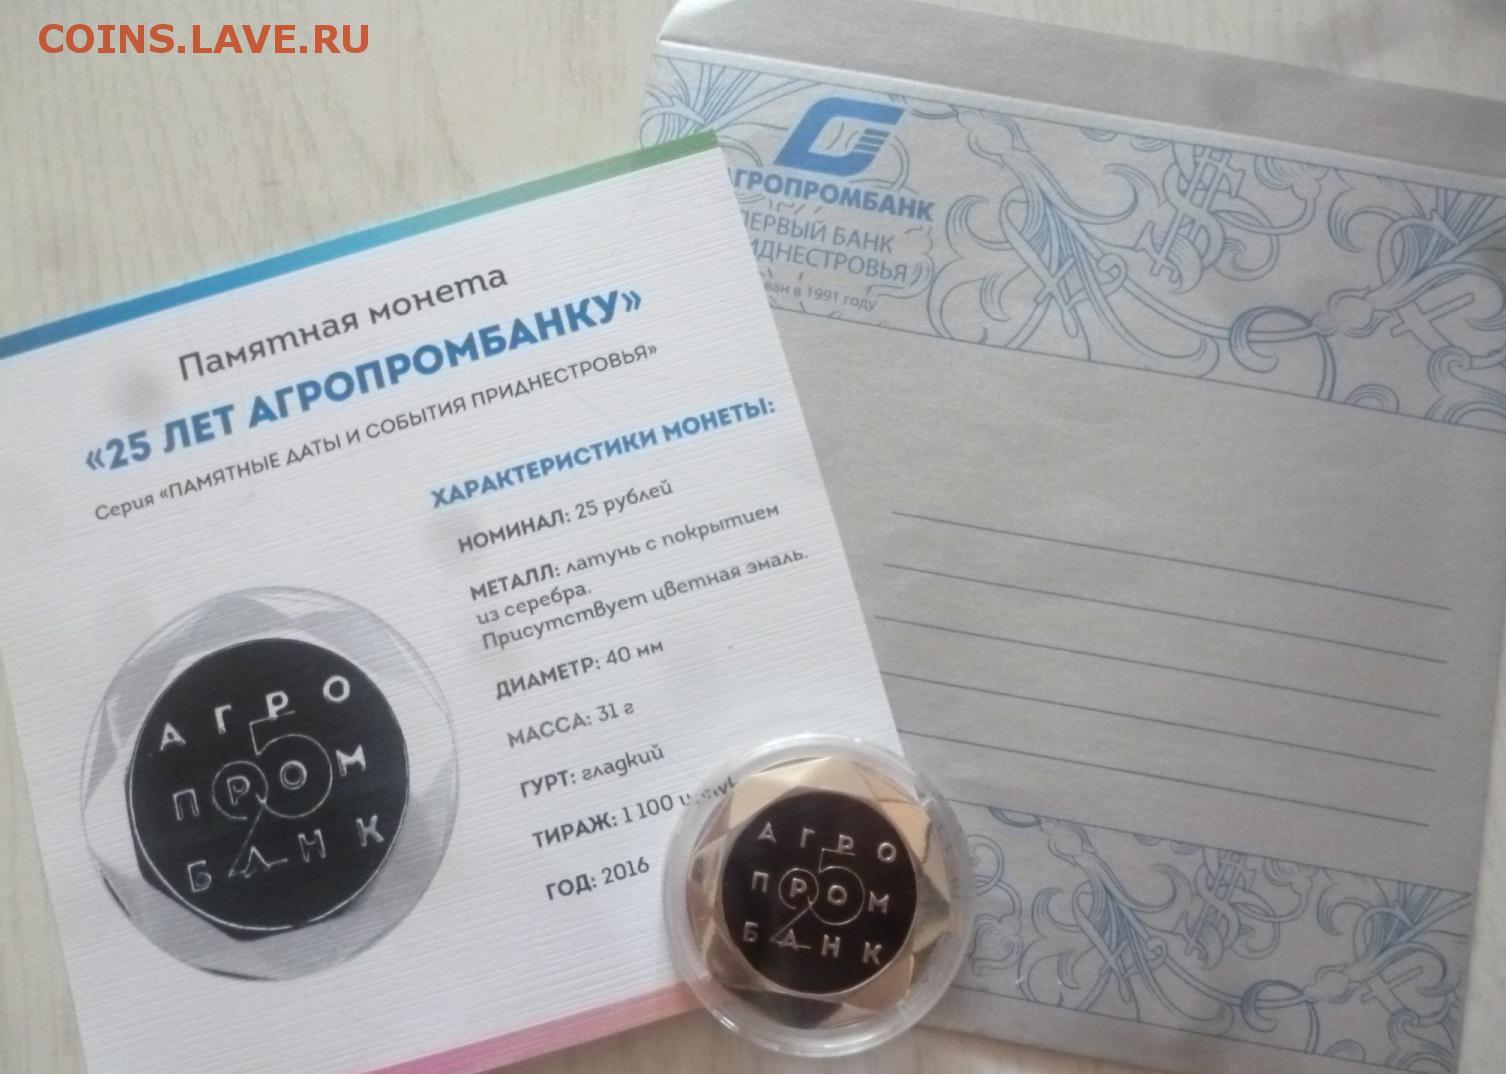 COINS.LAVE.RU
Памятная монета
«25 ЛЕТ АГРОПРОМБАНКУ»
Серия «ПАМЯТНЫЕ ДАТЫ И СОБЫТИЯ ПРИДНЕСТРОВЬЯ»
ХАРАКТЕРИСТИКИ МОНЕТЫ:
НОМИНАЛ: 25 рублей
МЕТАЛЛ: латунь с покрытием
из серебра.
Присутствует цветная эмаль.
ДИАМЕТР: 40 мм
МАССА: 31 г
ГУРТ: гладкий
ТИРАЖ: 1 100
ГОД: 2016
АГРО
ПРОМ
БАНК
25
АГРО
ПРОМ
БАНК
25
АГРОПРОМБАНК
ПЕРВЫЙ БАНК
ПРИДНЕСТРОВЬЯ
в 1991 году